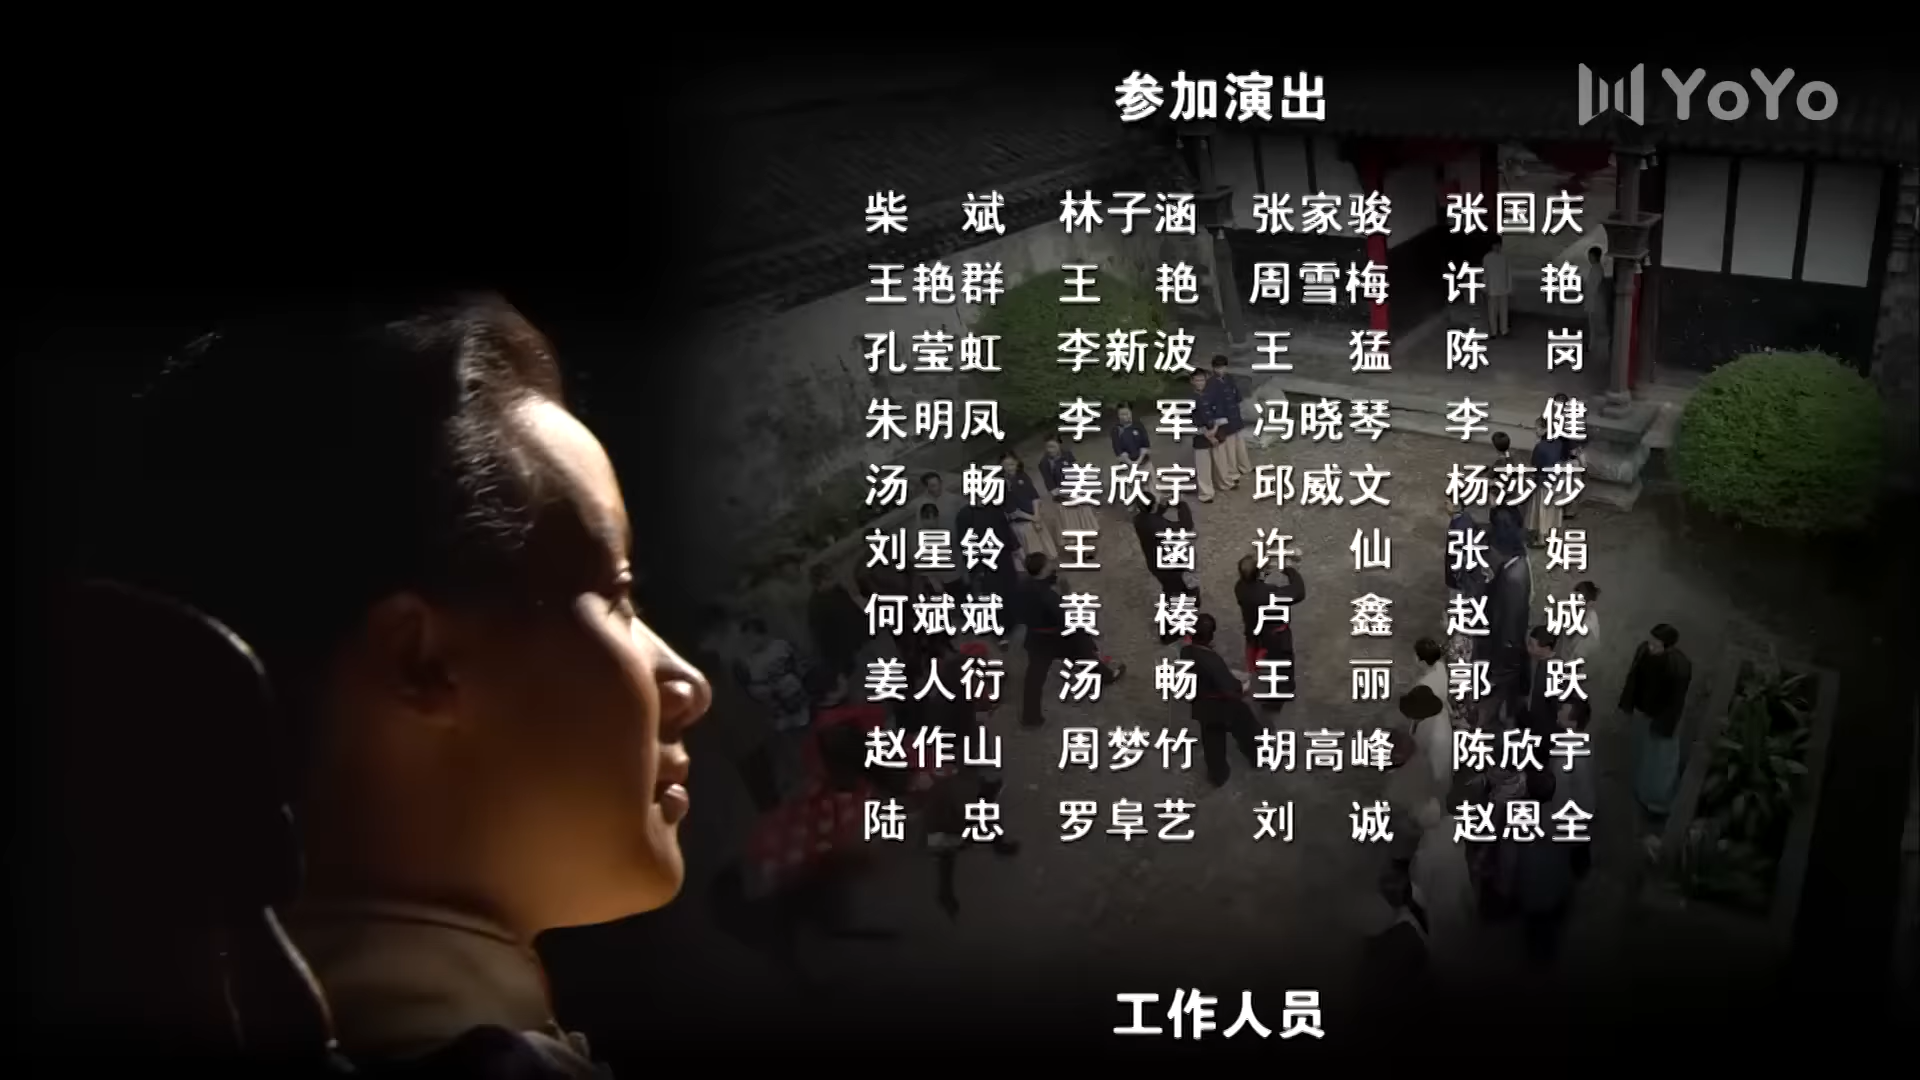 参加演出
YoYo
柴 斌 林子涵 张家骏 张国庆
王艳群 王 艳 周雪梅 许 艳
孔莹虹 李新波 王 猛 陈 岗
朱明凤 李 军 冯晓琴 李 健
汤 畅 姜欣宇 邱威文 杨莎莎
刘星铃 王 菡 许 仙 张 娟
何斌斌 黄 榛 卢 鑫 赵 诚
姜人衍 汤 畅 王 丽 郭 跃
赵作山 周梦竹 胡高峰 陈欣宇
陆 忠 罗阜艺 刘 诚 赵恩全
工作人员